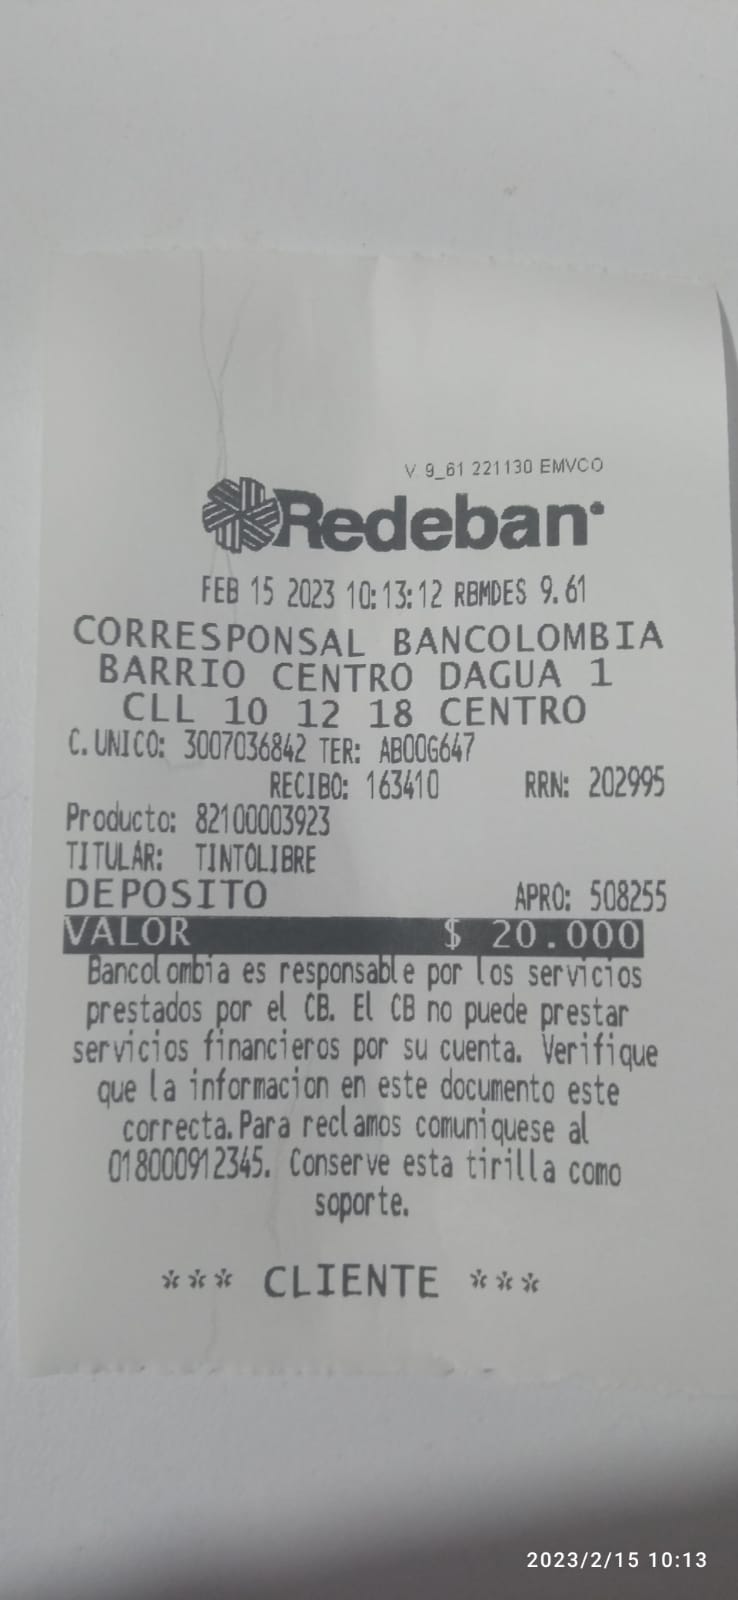 V 9_61 221130 EMVCO
Redeban
FEB 15 2023 10:13:12 RBMDES 9.61
CORRESPONSAL BANCOLOMBIA
BARRIO CENTRO DAGUA 1
CLL 10 12 18 CENTRO
C.UNICO: 3007036842 TER: AB00G647
RECIBO: 163410 RRN: 202995
Producto: 82100003923
TITULAR: TINTOLIBRE
DEPOSITO APRO: 508255
VALOR $ 20.000
Bancolombia es responsable por los servicios
prestados por el CB. El CB no puede prestar
servicios financieros por su cuenta. Verifique
que la informacion en este documento este
correcta.Para reclamos comuniquese al
018000912345. Conserve esta tirilla como
soporte.
*** CLIENTE ***
2023/2/15 10:13